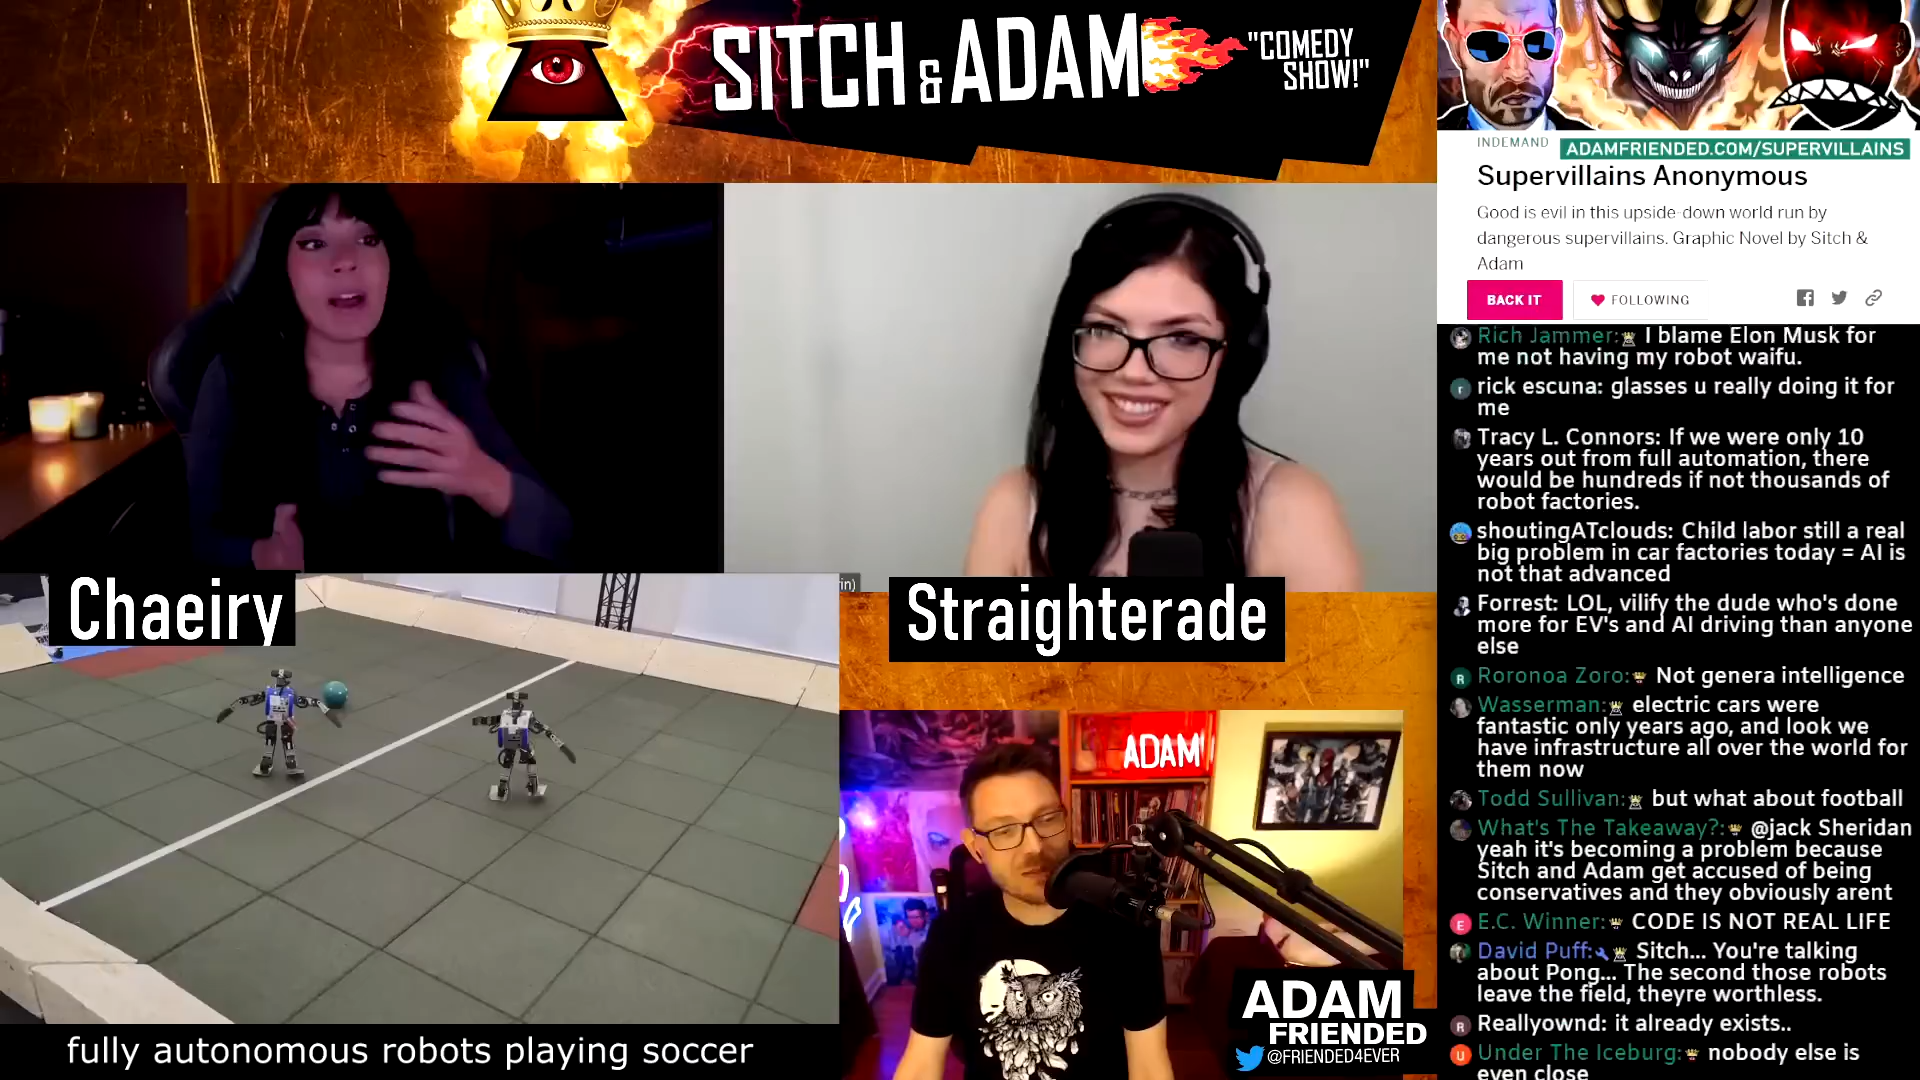 SITCH & ADAM "COMEDY SHOW!"
INDEMAND
ADAMFRIENDED.COM/SUPERVILLAINS
Supervillains Anonymous
Good is evil in this upside-down world run by
dangerous supervillains. Graphic Novel by Sitch &
Adam
BACK IT
FOLLOWING
Rich Jammer: I blame Elon Musk for
me not having my robot waifu.
r rick escuna: glasses u really doing it for
me
Tracy L. Connors: If we were only 10
years out from full automation, there
would be hundreds if not thousands of
robot factories.
shoutingATclouds: Child labor still a real
big problem in car factories today = AI is
not that advanced
Forrest: LOL, vilify the dude who's done
more for EV's and AI driving than anyone
else
R Roronoa Zoro: Not genera intelligence
Wasserman: electric cars were
fantastic only years ago, and look we
have infrastructure all over the world for
them now
Todd Sullivan: but what about football
What's The Takeaway?: @jack Sheridan
yeah it's becoming a problem because
Sitch and Adam get accused of being
conservatives and they obviously arent
E E.C. Winner: CODE IS NOT REAL LIFE
David Puff: Sitch... You're talking
about Pong... The second those robots
leave the field, theyre worthless.
R Reallyownd: it already exists..
U Under The Iceburg: nobody else is
even close
Chaeiry
in)
Straighterade
ADAM
ADAM
FRIENDED
@FRIENDED4EVER
fully autonomous robots playing soccer